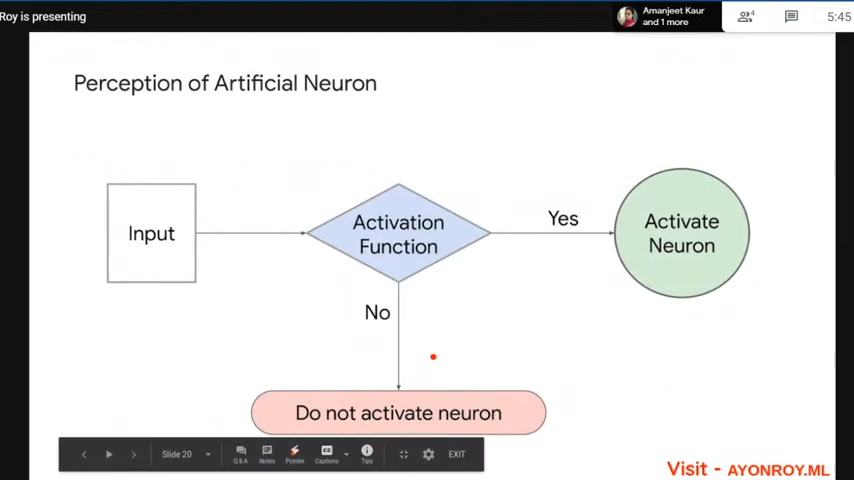 Roy is presenting
Amanjeet Kaur
and 1 more
4
5:45
Perception of Artificial Neuron
Input
Activation
Function
Yes
Activate
Neuron
No
Do not activate neuron
Slide 20
Q&A
Notes
Pointer
Captions
Tips
EXIT
Visit - AYONROY.ML